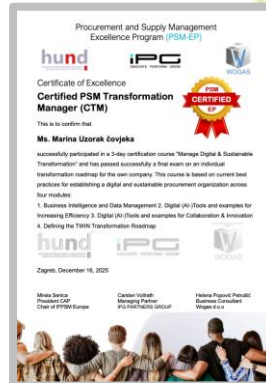 Procurement and Supply Management
Excellence Program (PSM-EP)
hund
iPG
INNOVATE · PERFORM · GROUP
WOGAS
Certificate of Excellence
Certified PSM Transformation
Manager (CTM)
PSM
CERTIFIED
EP
This is to confirm that
Ms. Marina Uzorak čovjeka
successfully participated in a 3-day certification course "Manage Digital & Sustainable
Transformation" and has passed successfully a final exam on an individual
transformation roadmap for the own company. This course is based on current best
practices for establishing a digital and sustainable procurement organization across
four modules:
1. Business Intelligence and Data Management 2. Digital (AI-)Tools and examples for
Increasing Efficiency 3. Digital (AI-)Tools and examples for Collaboration & Innovation
4. Defining the TWIN Transformation Roadmap
hund
iPG
WOGAS
Zagreb, December 16, 2025
Mirela Senica
President CAP
Chair of IFPSM Europe
Carsten Vollrath
Managing Partner
IPG PARTNERS GROUP
Helena Popović Petrušić
Business Consultant
Wogas d.o.o